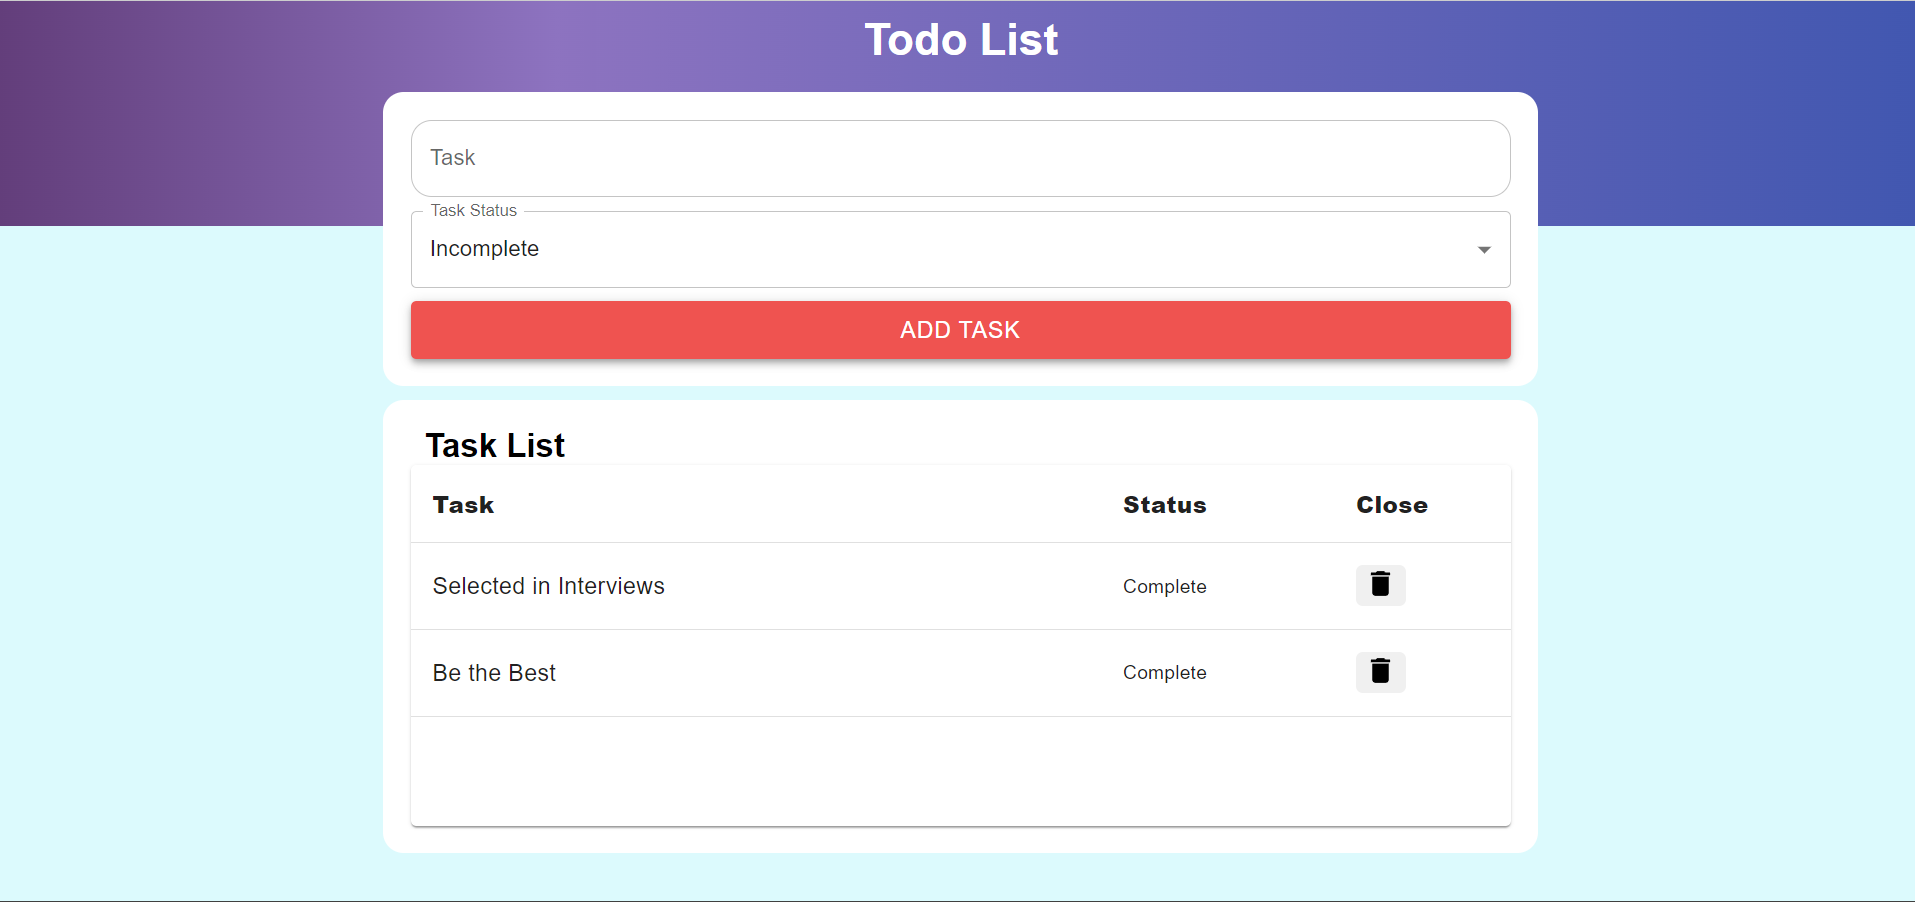 Todo List
Task
Task Status
Incomplete
ADD TASK
Task List
Task Status Close
Selected in Interviews Complete
Be the Best Complete